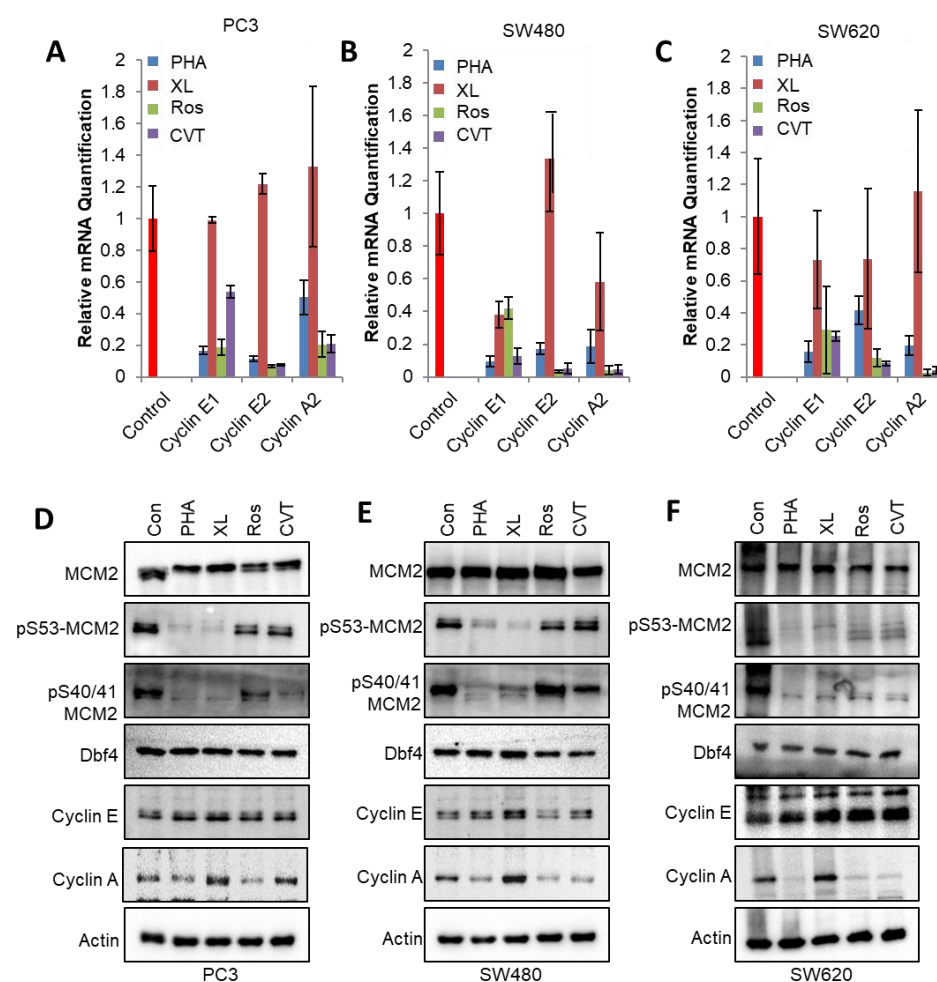 PC3
A
Relative mRNA Quantification
2
1.8
1.6
1.4
1.2
1
0.8
0.6
0.4
0.2
0
PHA
XL
Ros
CVT
Control
Cyclin E1
Cyclin E2
Cyclin A2
SW480
B
Relative mRNA Quantification
2
1.8
1.6
1.4
1.2
1
0.8
0.6
0.4
0.2
0
PHA
XL
Ros
CVT
Control
Cyclin E1
Cyclin E2
Cyclin A2
SW620
C
Relative mRNA Quantification
2
1.8
1.6
1.4
1.2
1
0.8
0.6
0.4
0.2
0
PHA
XL
Ros
CVT
Control
Cyclin E1
Cyclin E2
Cyclin A2
D
Con
PHA
XL
Ros
CVT
MCM2
pS53-MCM2
pS40/41
MCM2
Dbf4
Cyclin E
Cyclin A
Actin
PC3
E
Con
PHA
XL
Ros
CVT
MCM2
pS53-MCM2
pS40/41
MCM2
Dbf4
Cyclin E
Cyclin A
Actin
SW480
F
Con
PHA
XL
Ros
CVT
MCM2
pS53-MCM2
pS40/41
MCM2
Dbf4
Cyclin E
Cyclin A
Actin
SW620